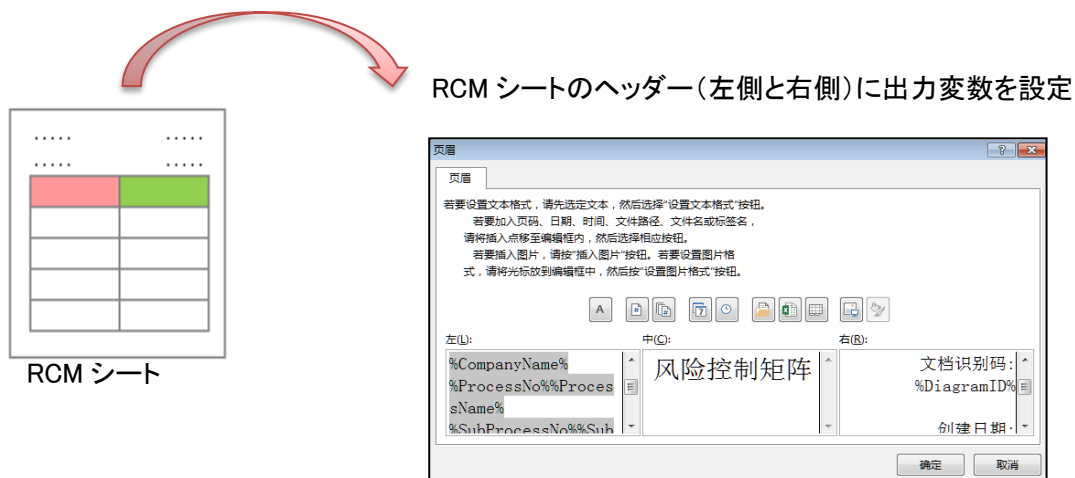 RCM シートのヘッダー（左側と右側）に出力変数を設定
.....  .....
.....  .....
RCM シート
页眉
页眉
若要设置文本格式，请先选定文本，然后选择“设置文本格式”按钮。
若要加入页码、日期、时间、文件路径、文件名或标签名，
请将插入点移至编辑框内，然后选择相应按钮。
若要插入图片，请按“插入图片”按钮。若要设置图片格
式，请将光标放到编辑框中，然后按“设置图片格式”按钮。
左(L):
%CompanyName%
%ProcessNo%%Proces
sName%
%SubProcessNo%%Sub
中(C):
风险控制矩阵
右(R):
文档识别码:
%DiagramID%
创建日期:
确定
取消